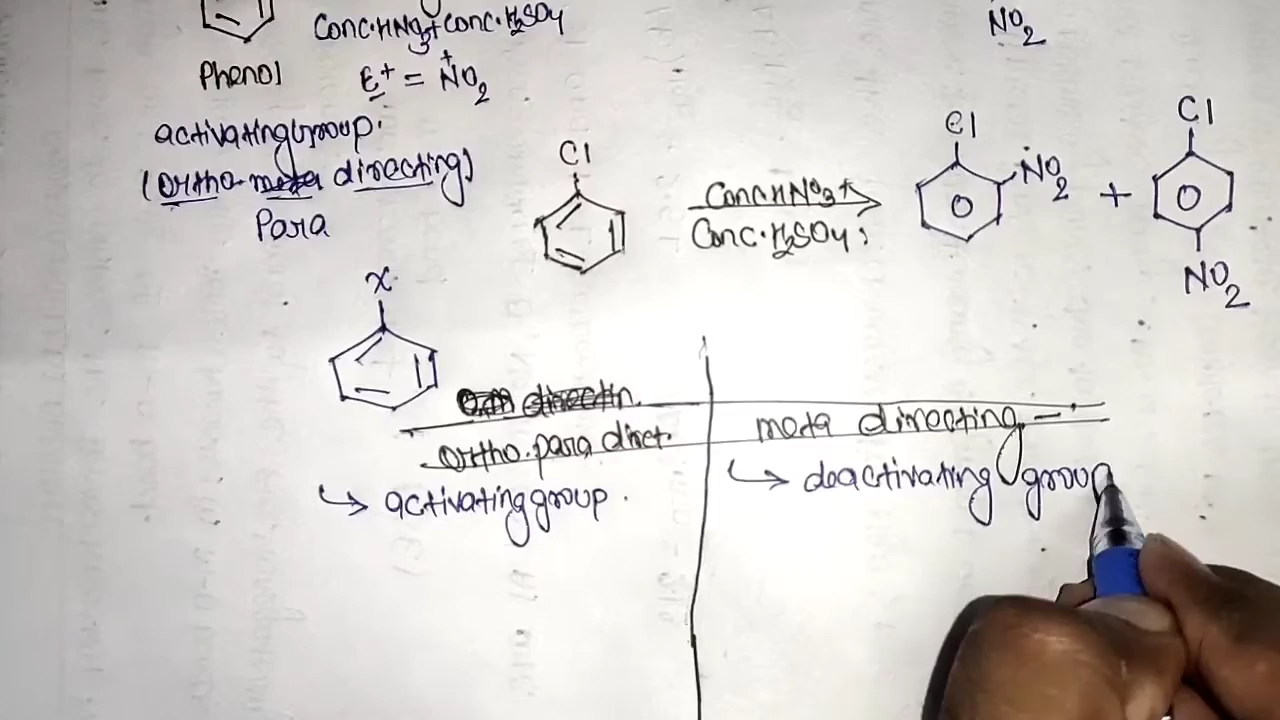 Conc.HNO3+conc.H2SO4
NO2
Phenol
E+ = NO2+
activating group.
(ortho meta directing)
Para
Cl
Conc HNO3+
Conc.H2SO4;
Cl
NO2
+
Cl
NO2
X
ortho.para direct.
meta directing -
↳ activating group.
↳ deactivating group